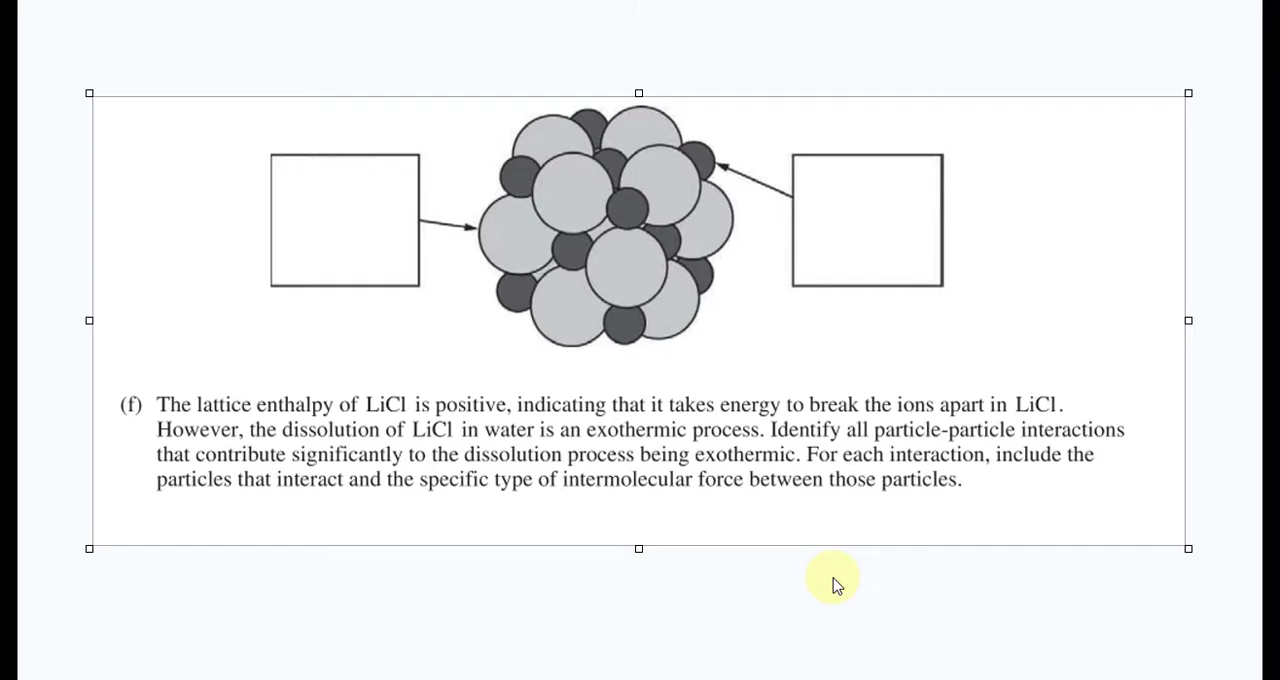 (f) The lattice enthalpy of LiCl is positive, indicating that it takes energy to break the ions apart in LiCl.
However, the dissolution of LiCl in water is an exothermic process. Identify all particle-particle interactions
that contribute significantly to the dissolution process being exothermic. For each interaction, include the
particles that interact and the specific type of intermolecular force between those particles.